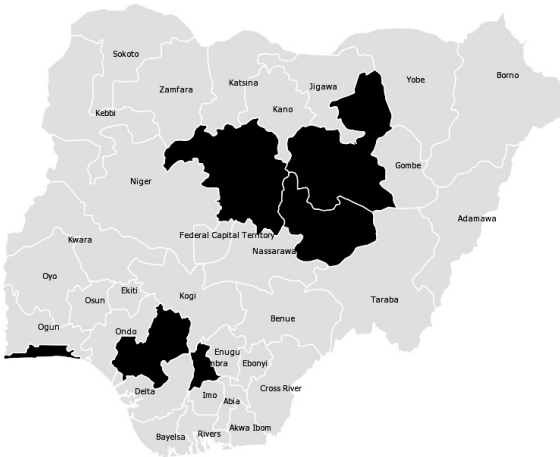 Sokoto
Zamfara
Katsina
Kano
Jigawa
Yobe
Borno
Kebbi
Niger
Gombe
Adamawa
Federal Capital Territory
Nassarawa
Kwara
Oyo
Osun
Ekiti
Kogi
Benue
Taraba
Ogun
Ondo
Enugu
mbra
Ebonyi
Cross River
Delta
Imo
Abia
Bayelsa
Rivers
Akwa Ibom